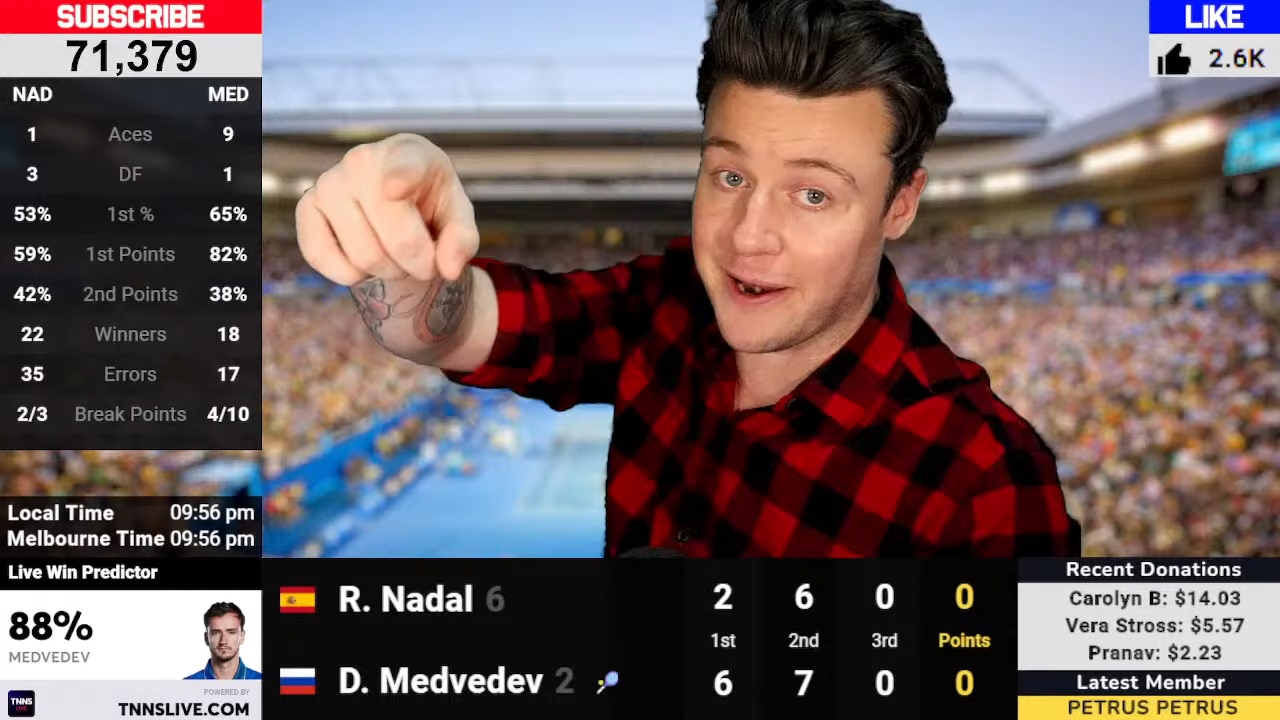 SUBSCRIBE
71,379
NAD MED
1 Aces 9
3 DF 1
53% 1st % 65%
59% 1st Points 82%
42% 2nd Points 38%
22 Winners 18
35 Errors 17
2/3 Break Points 4/10
Local Time 09:56 pm
Melbourne Time 09:56 pm
Live Win Predictor
88%
MEDVEDEV
POWERED BY
TNNS
LIVE
TNNSLIVE.COM
LIKE
2.6K
R. Nadal 6 2 6 0 0
1st 2nd 3rd Points
D. Medvedev 2 6 7 0 0
Recent Donations
Carolyn B: $14.03
Vera Stross: $5.57
Pranav: $2.23
Latest Member
PETRUS PETRUS